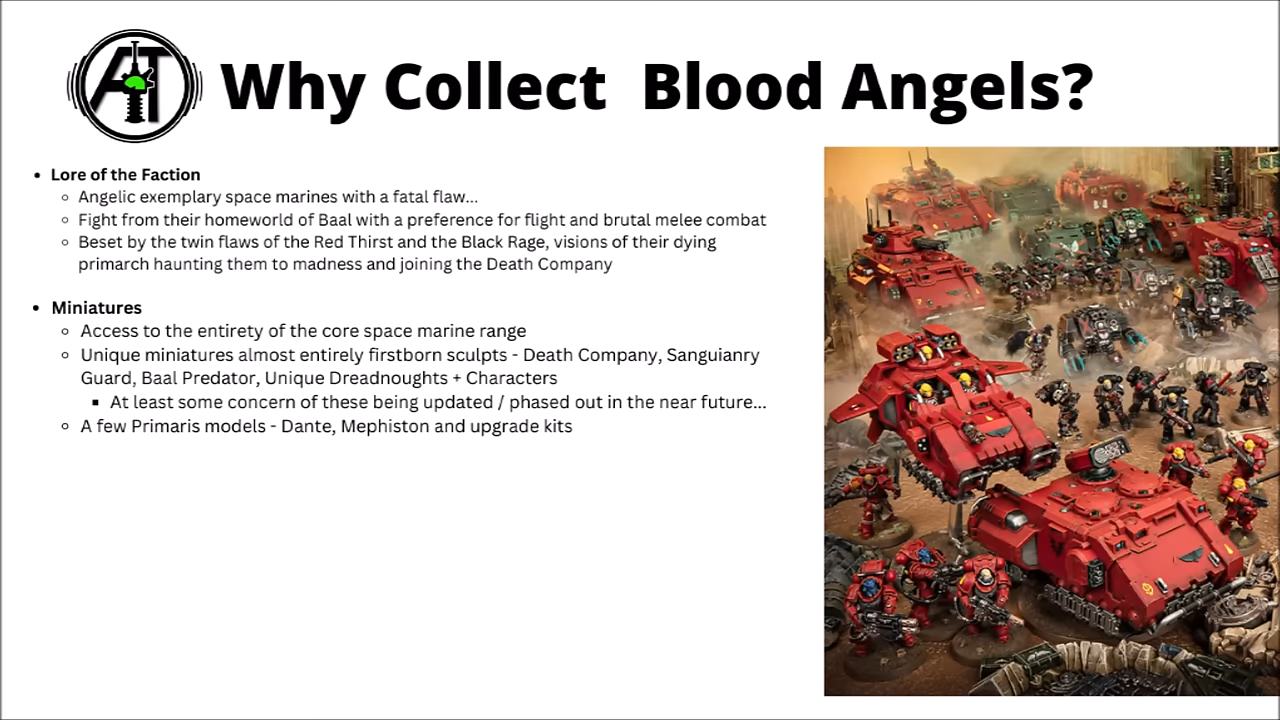 AT
Why Collect Blood Angels?
• Lore of the Faction
○ Angelic exemplary space marines with a fatal flaw...
○ Fight from their homeworld of Baal with a preference for flight and brutal melee combat
○ Beset by the twin flaws of the Red Thirst and the Black Rage, visions of their dying
primarch haunting them to madness and joining the Death Company
• Miniatures
○ Access to the entirety of the core space marine range
○ Unique miniatures almost entirely firstborn sculpts - Death Company, Sanguianry
Guard, Baal Predator, Unique Dreadnoughts + Characters
▪ At least some concern of these being updated / phased out in the near future...
○ A few Primaris models - Dante, Mephiston and upgrade kits